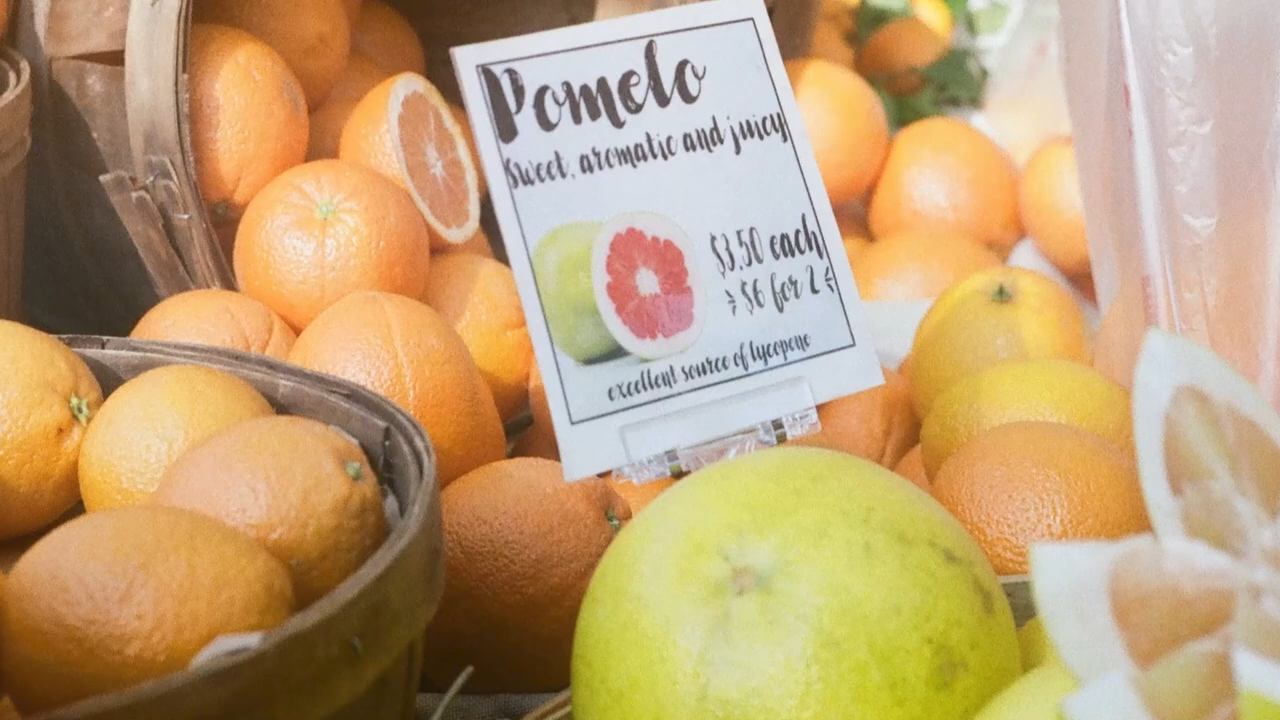 Pomelo
Sweet, aromatic and juicy
$3.50 each
$6 for 2
excellent source of lycopene